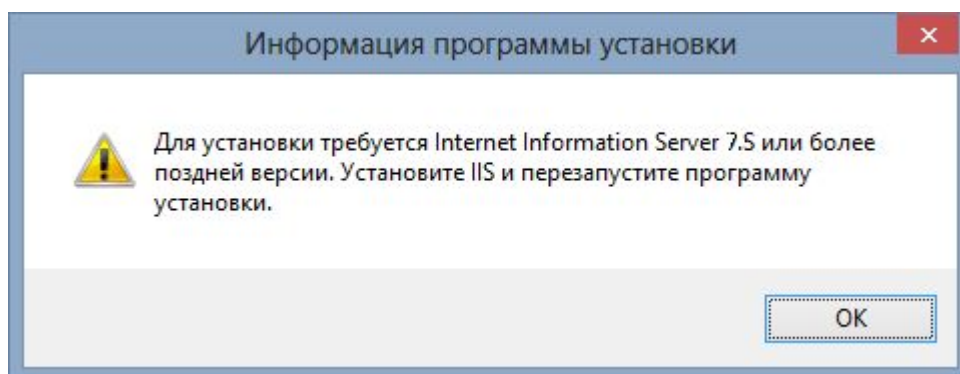 Информация программы установки
Для установки требуется Internet Information Server 7.S или более
поздней версии. Установите IIS и перезапустите программу
установки.
OK